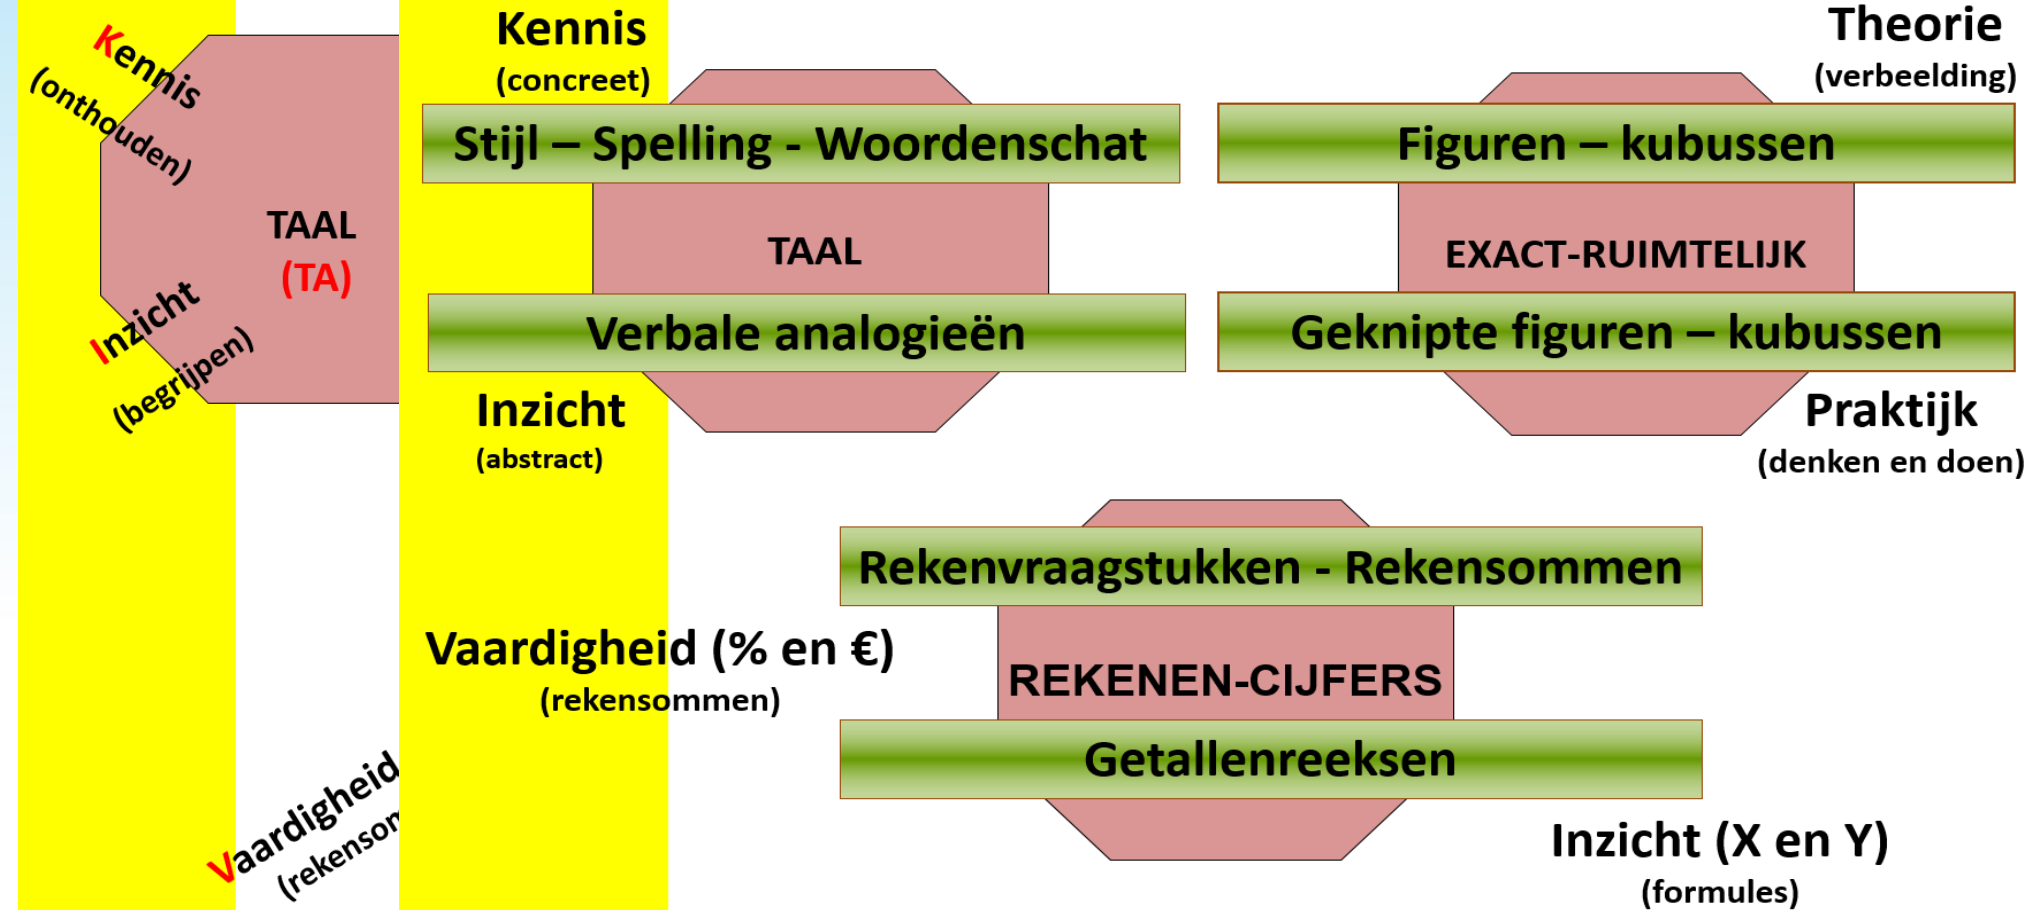 Kennis
(onthouden)
TAAL
(TA)
Inzicht
(begrijpen)
Vaardigheid
(rekenson
Kennis
(concreet)
Stijl – Spelling - Woordenschat
TAAL
Verbale analogieën
Inzicht
(abstract)
Theorie
(verbeelding)
Figuren – kubussen
EXACT-RUIMTELIJK
Geknipte figuren – kubussen
Praktijk
(denken en doen)
Rekenvraagstukken - Rekensommen
Vaardigheid (% en €)
(rekensommen)
REKENEN-CIJFERS
Getallenreeksen
Inzicht (X en Y)
(formules)